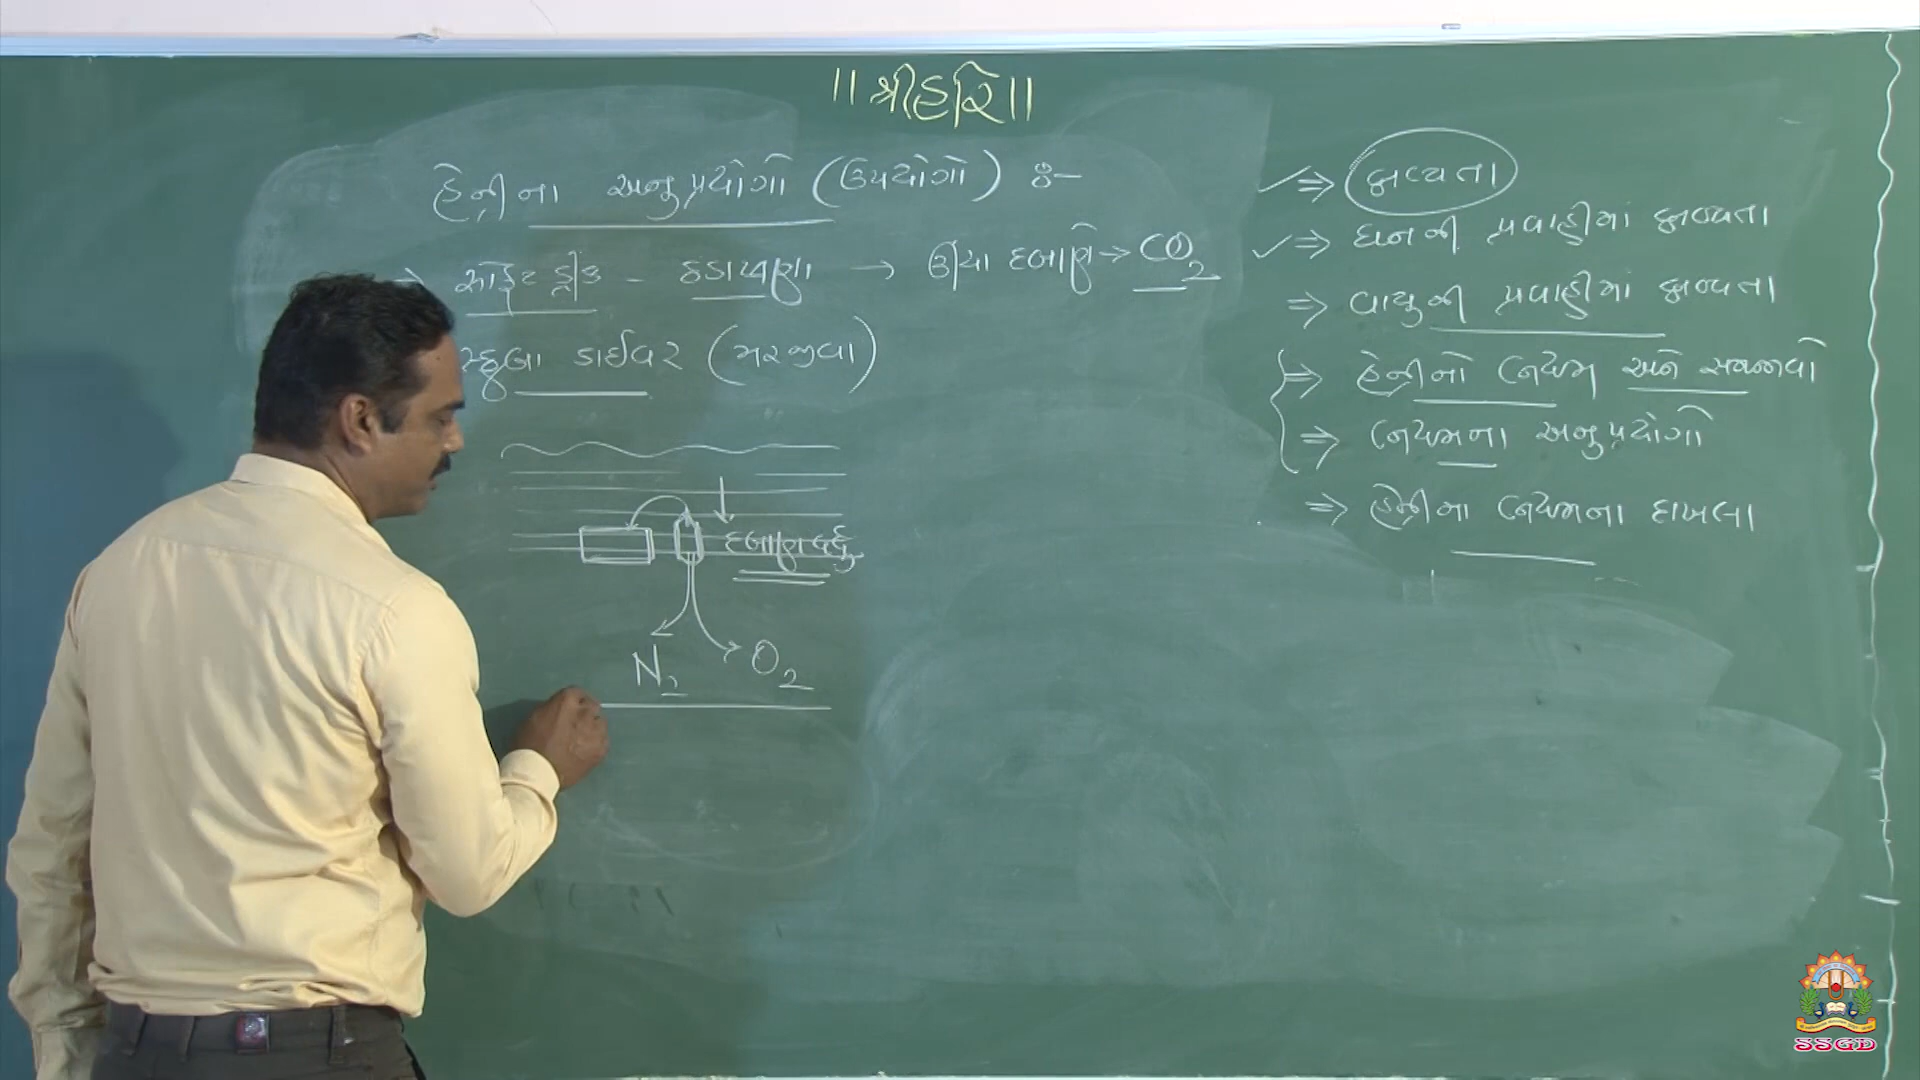 ॥ શ્રીહરિ ॥
હેન્રીના અનુપ્રયોગો (ઉપયોગો) :-
→ સોફ્ટ ડ્રીંક - ઠંડાપીણા → ઊંચા દબાણે → CO2
સ્કુબા ડાઈવર (મરજીવા)
દબાણ વધુ
N2 O2
⇒ દ્રાવ્યતા
⇒ ઘનની પ્રવાહીમાં દ્રાવ્યતા
⇒ વાયુની પ્રવાહીમાં દ્રાવ્યતા
⇒ હેન્રીનો નિયમ અને સમજાવો
⇒ નિયમના અનુપ્રયોગો
⇒ હેન્રીના નિયમના દાખલા
SSGD